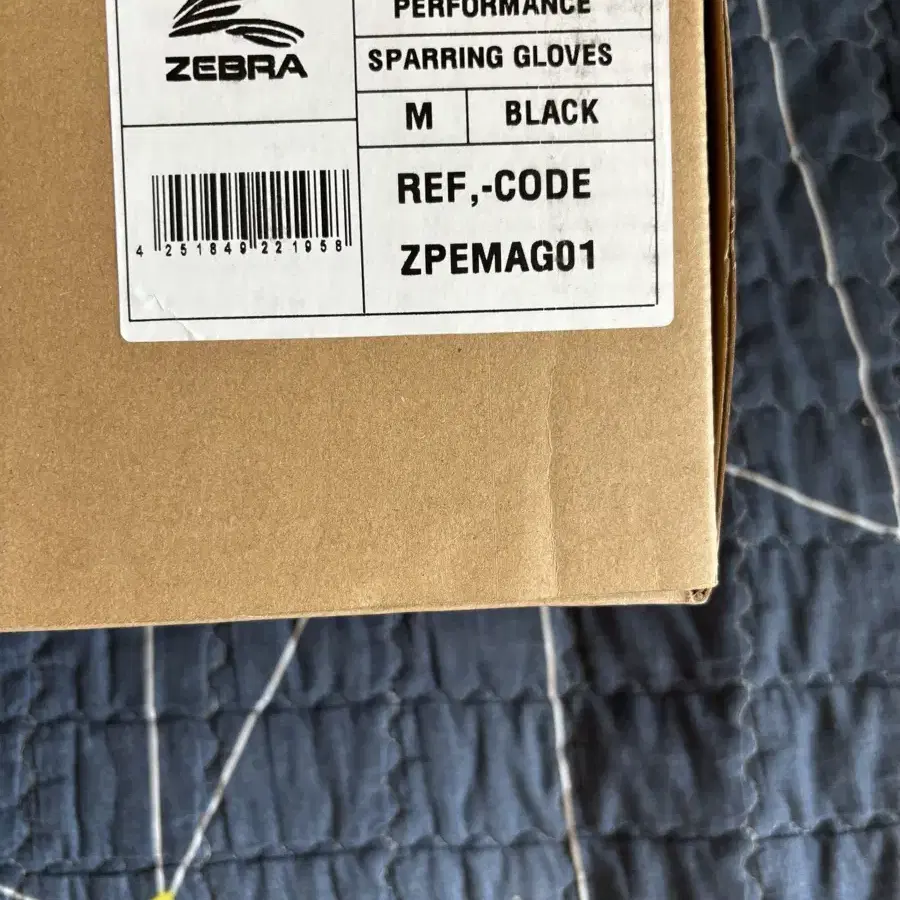 ZEBRA
PERFORMANCE
SPARRING GLOVES
M BLACK
REF,-CODE
ZPEMAG01
4 251849 221958